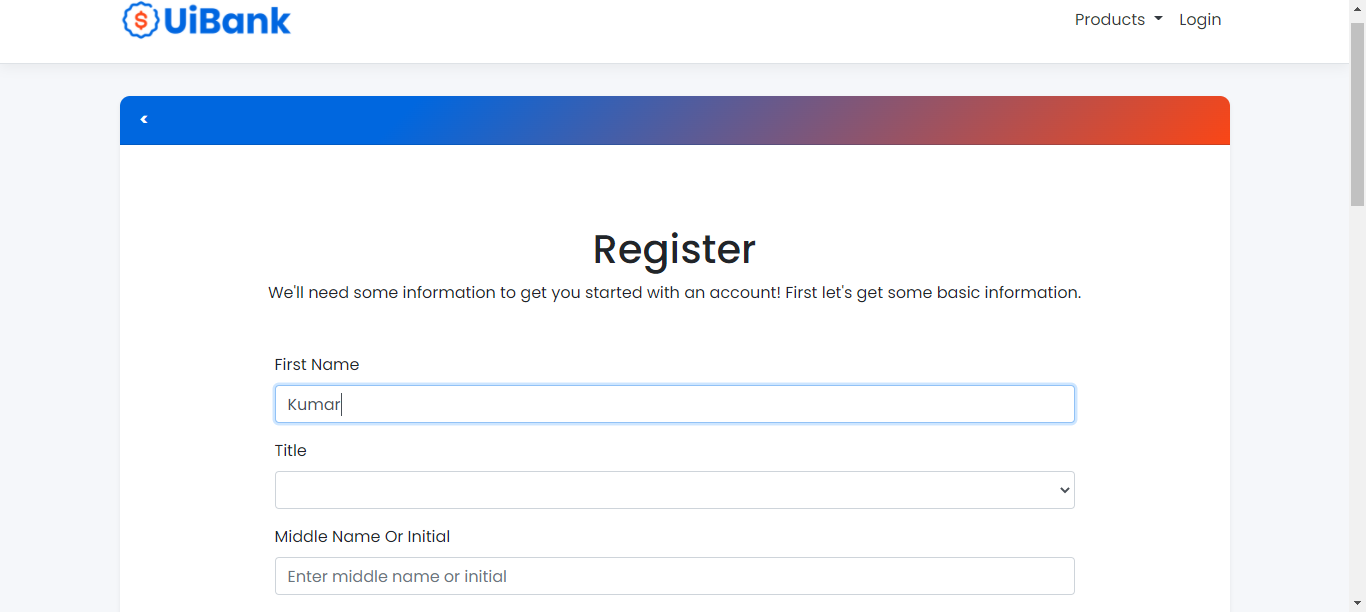 $ UiBank
Products Login
<
Register
We'll need some information to get you started with an account! First let's get some basic information.
First Name
Kumar
Title
Middle Name Or Initial
Enter middle name or initial